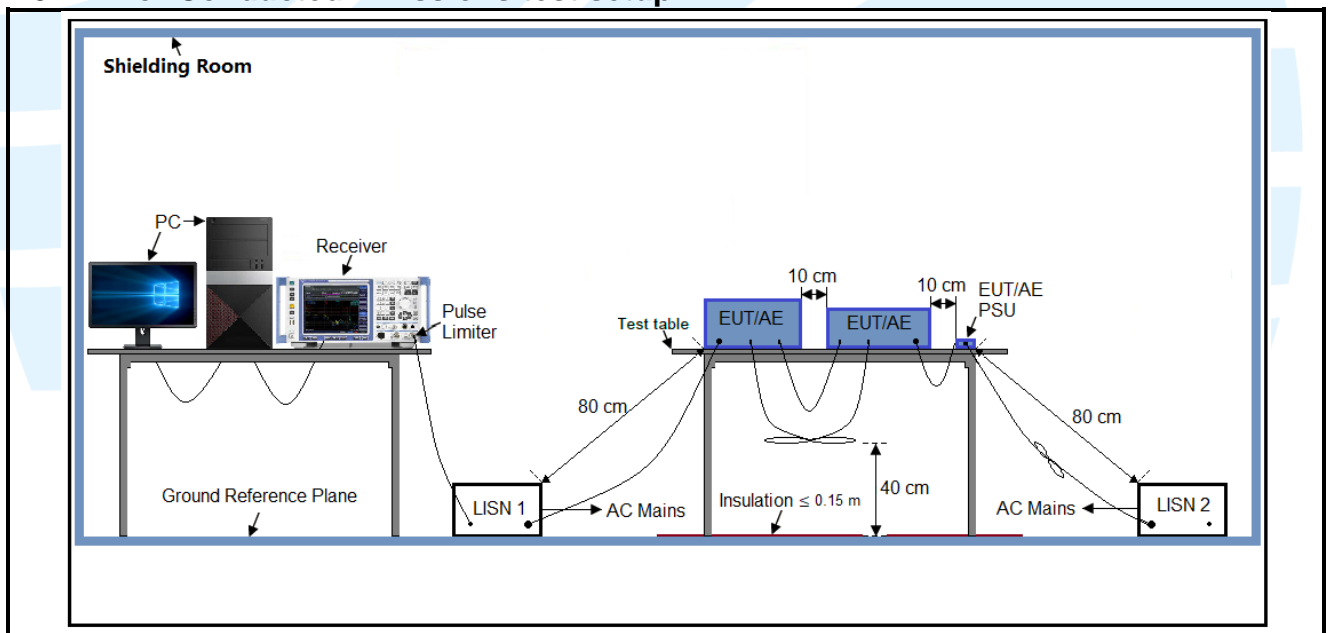 Shielding Room
PC
Receiver
Pulse
Limiter
10 cm
10 cm
EUT/AE
PSU
Test table
EUT/AE
EUT/AE
80 cm
80 cm
40 cm
Ground Reference Plane
LISN 1
AC Mains
Insulation ≤ 0.15 m
AC Mains
LISN 2